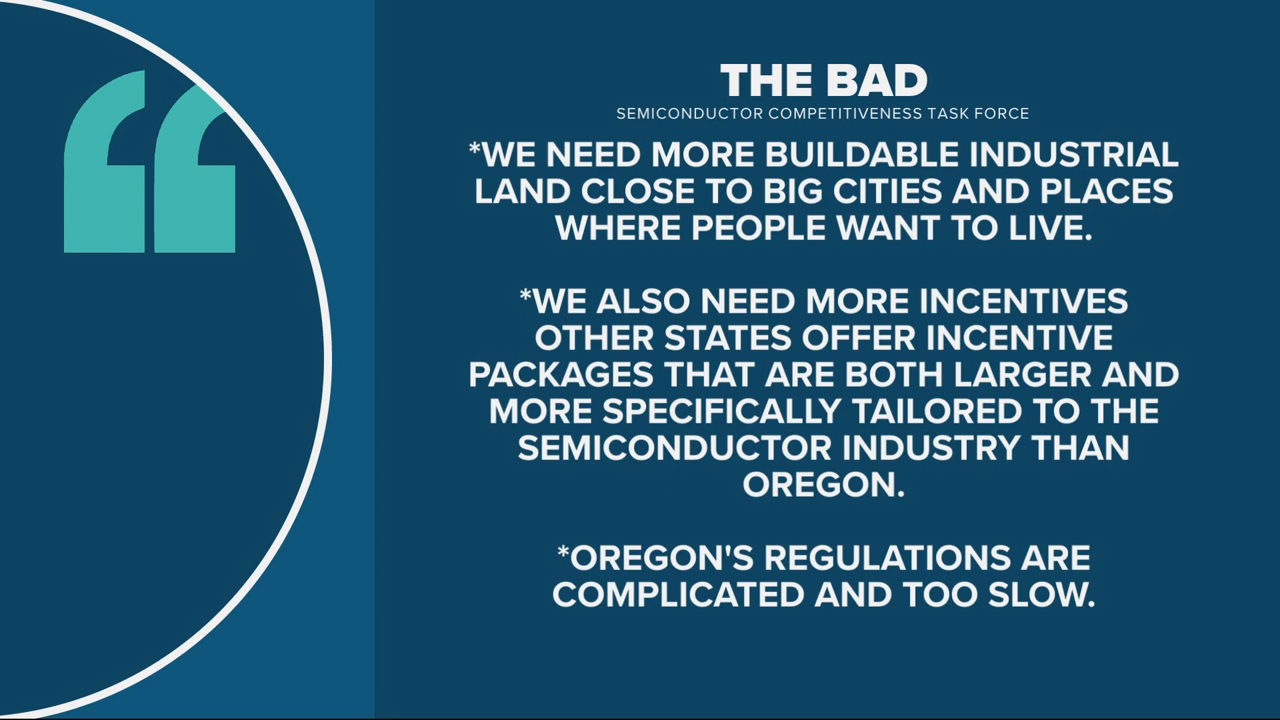 THE BAD
SEMICONDUCTOR COMPETITIVENESS TASK FORCE
*WE NEED MORE BUILDABLE INDUSTRIAL
LAND CLOSE TO BIG CITIES AND PLACES
WHERE PEOPLE WANT TO LIVE.
*WE ALSO NEED MORE INCENTIVES
OTHER STATES OFFER INCENTIVE
PACKAGES THAT ARE BOTH LARGER AND
MORE SPECIFICALLY TAILORED TO THE
SEMICONDUCTOR INDUSTRY THAN
OREGON.
*OREGON'S REGULATIONS ARE
COMPLICATED AND TOO SLOW.